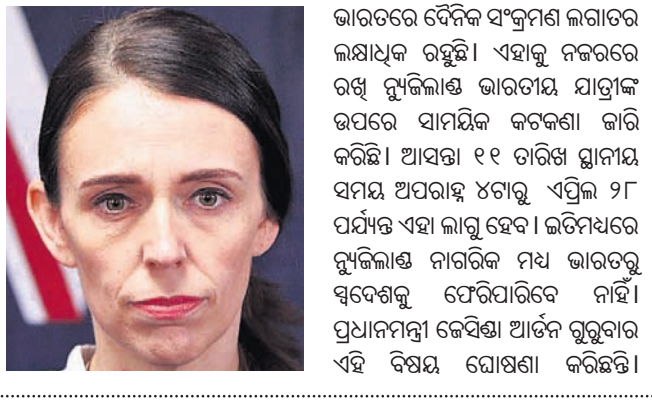 ଭାରତରେ ଦୈନିକ ସଂକ୍ରମଣ ଲଗାତର
ଲକ୍ଷାଧିକ ରହୁଛି। ଏହାକୁ ନଜରରେ
ରଖି ନ୍ୟୁଜିଲାଣ୍ଡ ଭାରତୀୟ ଯାତ୍ରୀଙ୍କ
ଉପରେ ସାମୟିକ କଟକଣା ଜାରି
କରିଛି। ଆସନ୍ତା ୧୧ ତାରିଖ ସ୍ଥାନୀୟ
ସମୟ ଅପରାହ୍ନ ୪ଟାରୁ ଏପ୍ରିଲ ୨୮
ପର୍ଯ୍ୟନ୍ତ ଏହା ଲାଗୁ ହେବ। ଇତିମଧ୍ୟରେ
ନ୍ୟୁଜିଲାଣ୍ଡ ନାଗରିକ ମଧ୍ୟ ଭାରତରୁ
ସ୍ୱଦେଶକୁ ଫେରିପାରିବେ ନାହିଁ।
ପ୍ରଧାନମନ୍ତ୍ରୀ ଜେସିଣ୍ଡା ଆର୍ଡନ ଗୁରୁବାର
ଏହି ବିଷୟ ଘୋଷଣା କରିଛନ୍ତି।